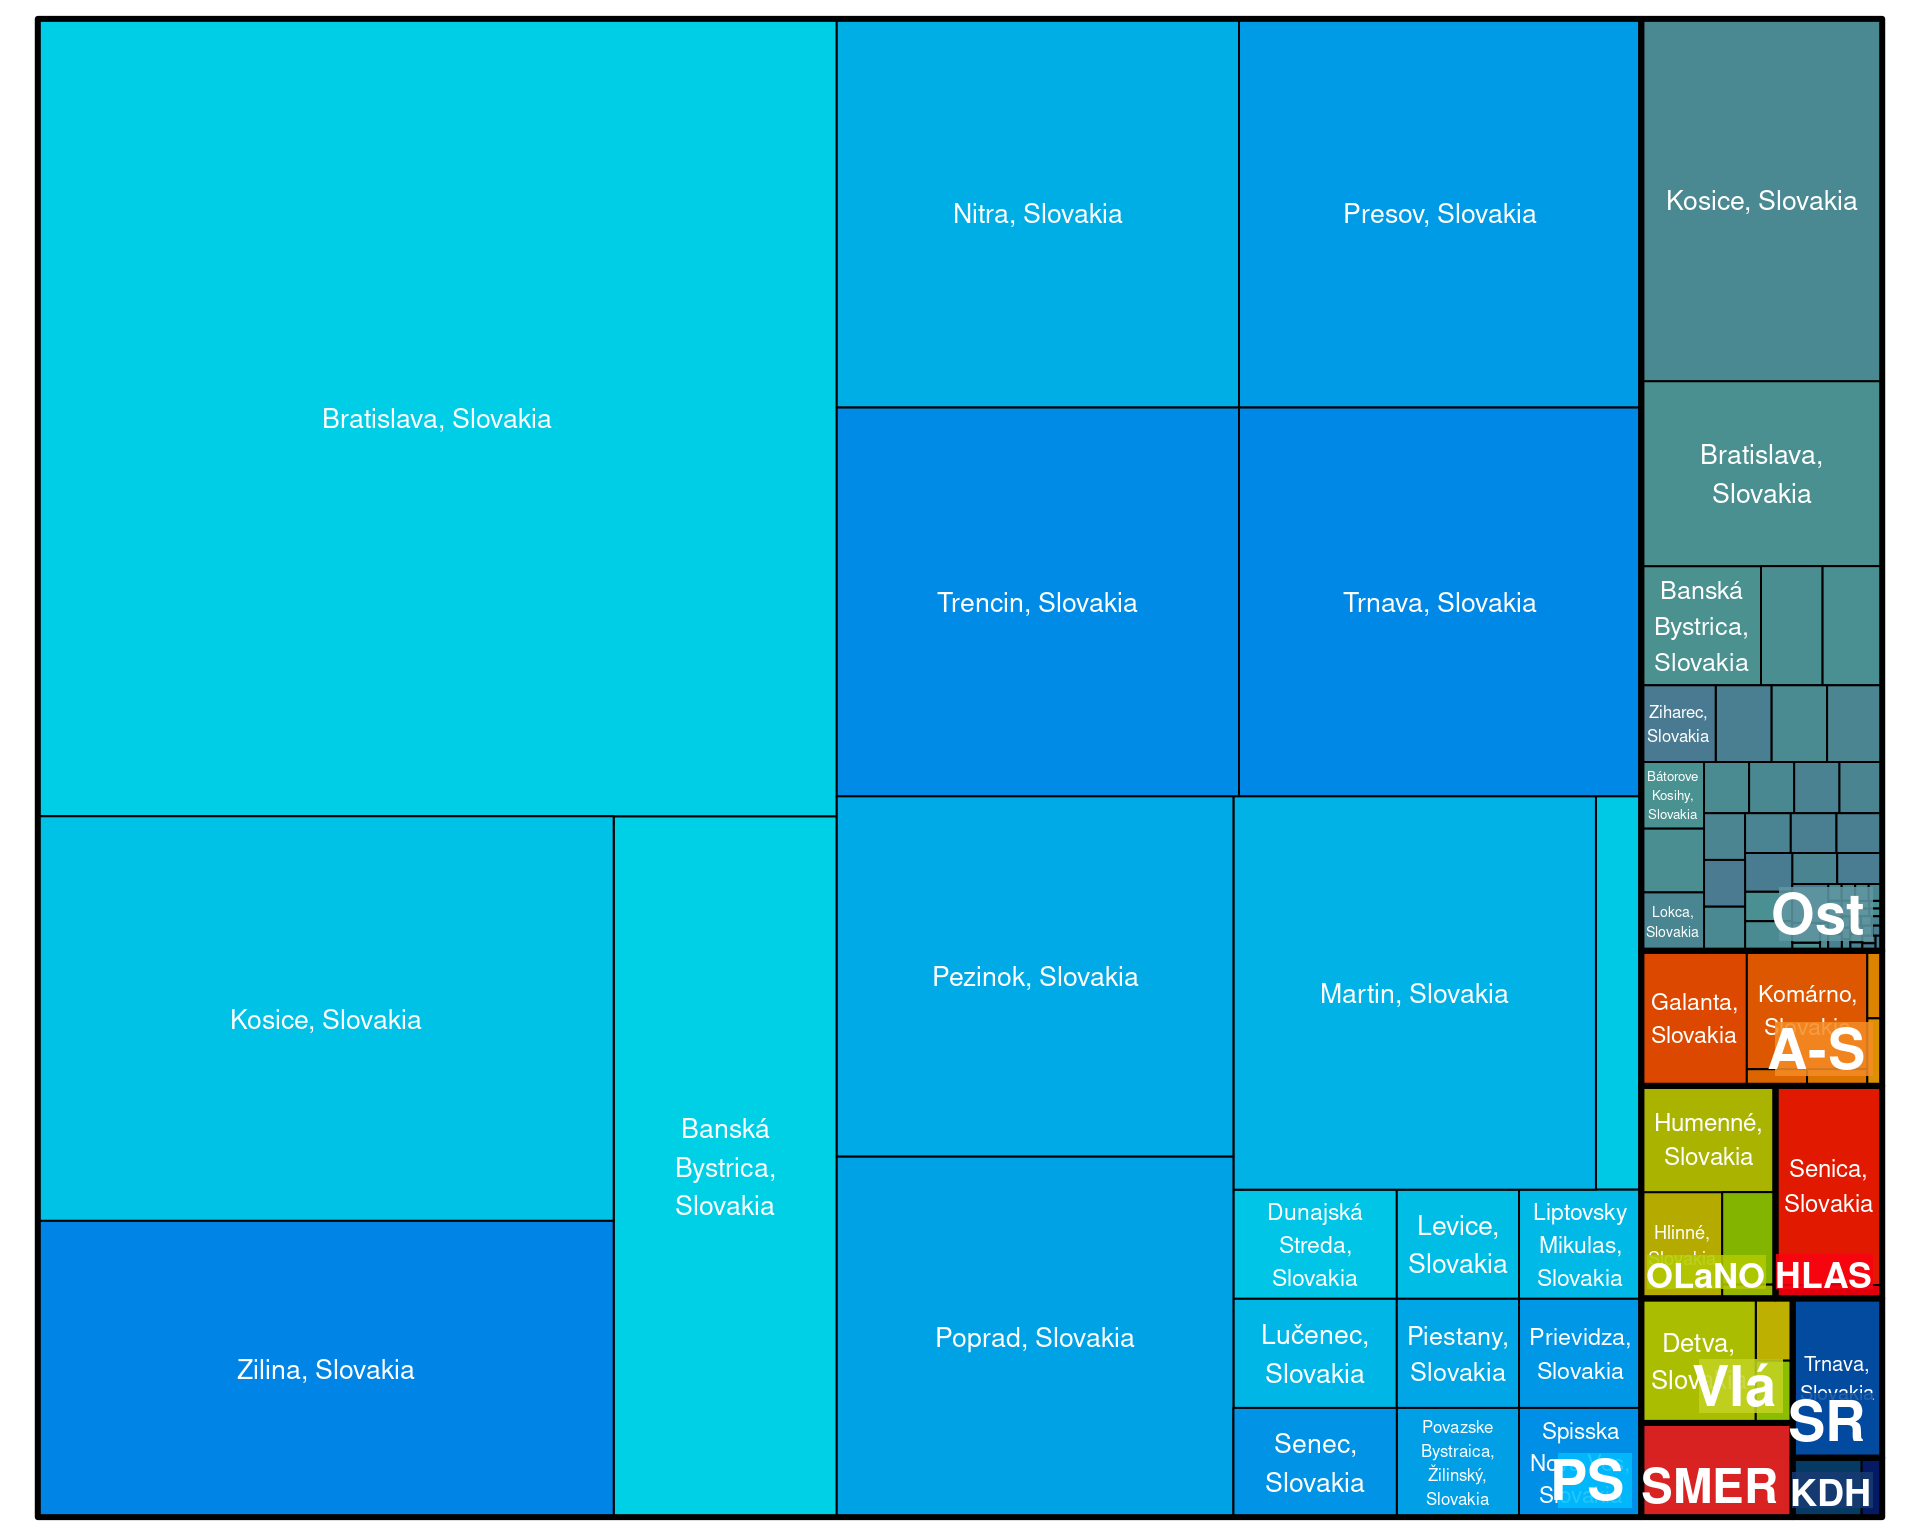 Bratislava, Slovakia
Nitra, Slovakia
Presov, Slovakia
Trencin, Slovakia
Trnava, Slovakia
Kosice, Slovakia
Zilina, Slovakia
Banská
Bystrica,
Slovakia
Pezinok, Slovakia
Poprad, Slovakia
Martin, Slovakia
Dunajská
Streda,
Slovakia
Levice,
Slovakia
Liptovsky
Mikulas,
Slovakia
Lučenec,
Slovakia
Piestany,
Slovakia
Prievidza,
Slovakia
Senec,
Slovakia
Povazske
Bystraica,
Žilinský,
Slovakia
Spisska
PS
Kosice, Slovakia
Bratislava,
Slovakia
Banská
Bystrica,
Slovakia
Ziharec,
Slovakia
Bátorove
Kosihy,
Slovakia
Lokca,
Slovakia
Ost
Galanta,
Slovakia
Komárno,
Slovakia
A-S
Humenné,
Slovakia
Hlinné,
Slovakia
OLaNO
Senica,
Slovakia
HLAS
Detva,
Vlá
Trnava,
Slovakia
SR
SMER
KDH